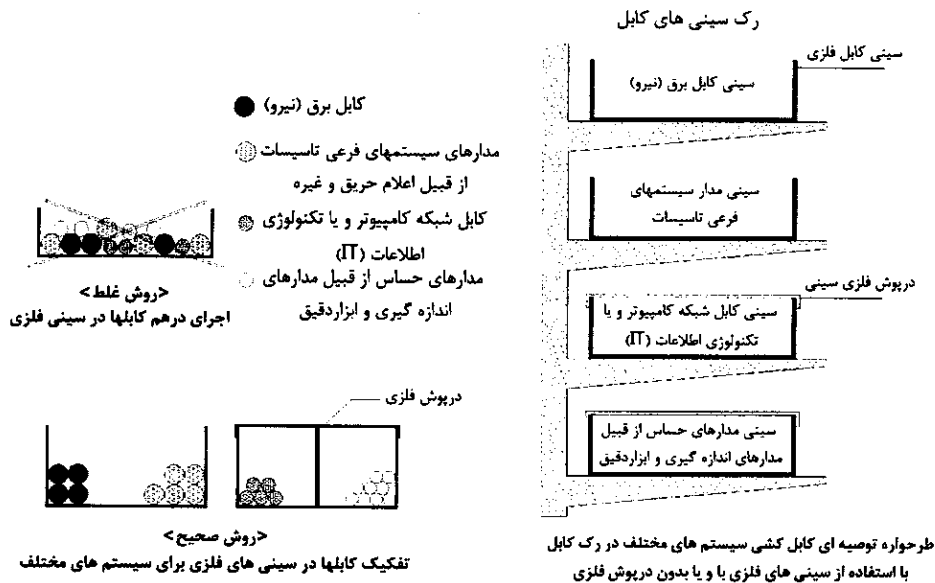 رک سینی های کابل
سینی کابل فلزی
سینی کابل برق (نیرو)
سینی مدار سیستمهای
فرعی تاسیسات
درپوش فلزی سینی
سینی کابل شبکه کامپیوتر و یا
تکنولوژی اطلاعات (IT)
سینی مدارهای حساس از قبیل
مدارهای اندازه گیری و ابزاردقیق
طرحواره توصیه ای کابل کشی سیستم های مختلف در رک کابل
با استفاده از سینی های فلزی با و یا بدون درپوش فلزی
کابل برق (نیرو)
مدارهای سیستمهای فرعی تاسیسات
از قبیل اعلام حریق و غیره
کابل شبکه کامپیوتر و یا تکنولوژی
اطلاعات (IT)
مدارهای حساس از قبیل مدارهای
اندازه گیری و ابزاردقیق
<روش غلط>
اجرای درهم کابلها در سینی فلزی
درپوش فلزی
<روش صحیح>
تفکیک کابلها در سینی های فلزی برای سیستم های مختلف